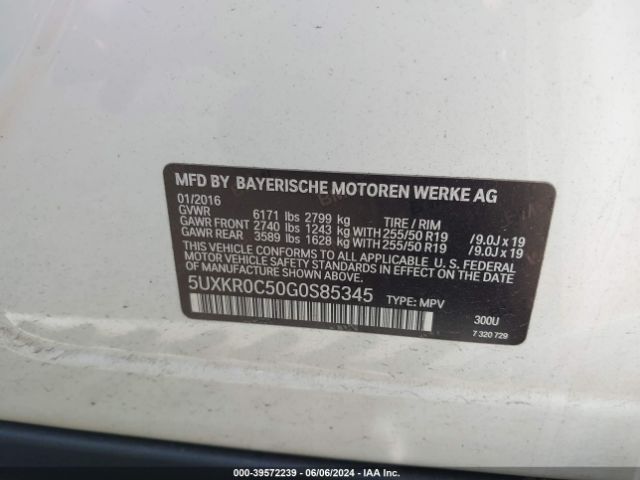 MFD BY BAYERISCHE MOTOREN WERKE AG
01/2016
GVWR 6171 lbs 2799 kg TIRE / RIM
GAWR FRONT 2740 lbs 1243 kg WITH 255/50 R19 /9.0J x 19
GAWR REAR 3589 lbs 1628 kg WITH 255/50 R19 /9.0J x 19
THIS VEHICLE CONFORMS TO ALL APPLICABLE U.S. FEDERAL
MOTOR VEHICLE SAFETY STANDARDS IN EFFECT ON THE
DATE OF MANUFACTURE SHOWN ABOVE.
5UXKR0C50G0S85345 TYPE: MPV 300U
7 320 729
000-39572239 | 06/06/2024 | IAAI.com